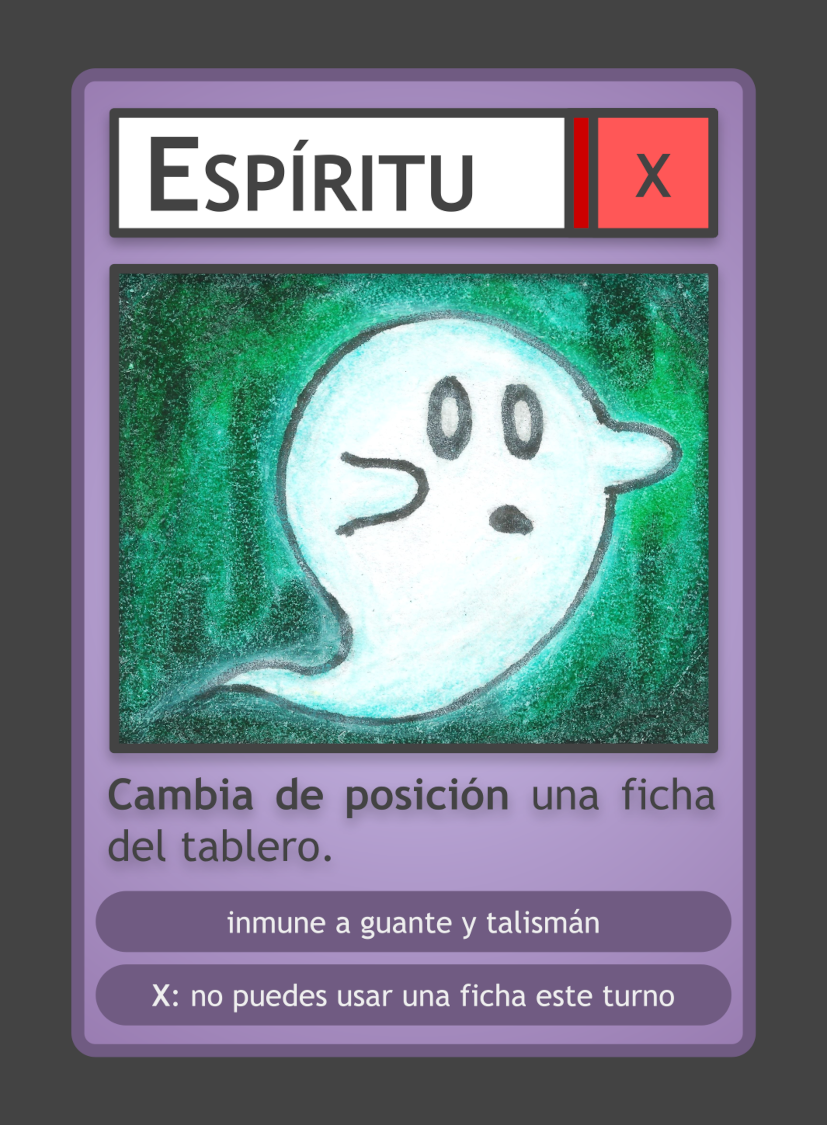 Espíritu X
Cambia de posición una ficha
del tablero.
inmune a guante y talismán
X: no puedes usar una ficha este turno